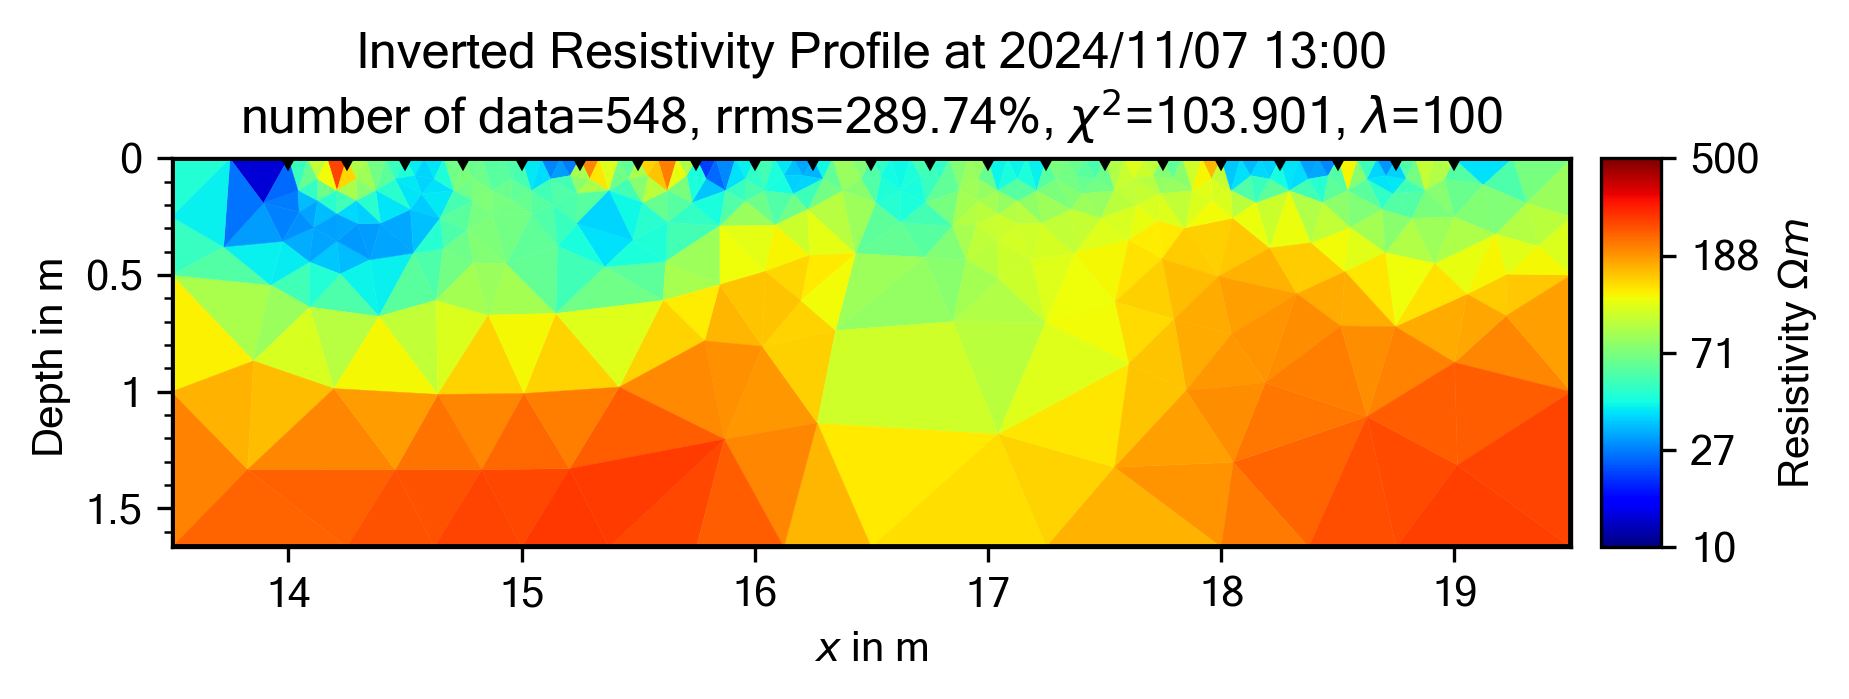 Inverted Resistivity Profile at 2024/11/07 13:00
number of data=548, rrms=289.74%, χ²=103.901, λ=100
0
0.5
1
1.5
Depth in m
14 15 16 17 18 19
x in m
500
188
71
27
10
Resistivity Ωm